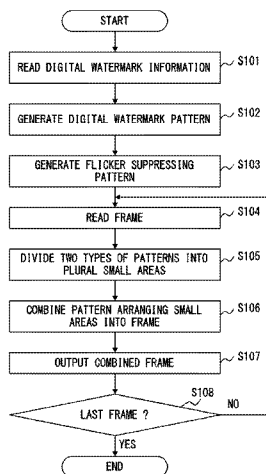 START
READ DIGITAL WATERMARK INFORMATION
S101
GENERATE DIGITAL WATERMARK PATTERN
S102
GENERATE FLICKER SUPPRESSING
PATTERN
S103
READ FRAME
S104
DIVIDE TWO TYPES OF PATTERNS INTO
PLURAL SMALL AREAS
S105
COMBINE PATTERN ARRANGING SMALL
AREAS INTO FRAME
S106
OUTPUT COMBINED FRAME
S107
S108
LAST FRAME ?
NO
YES
END